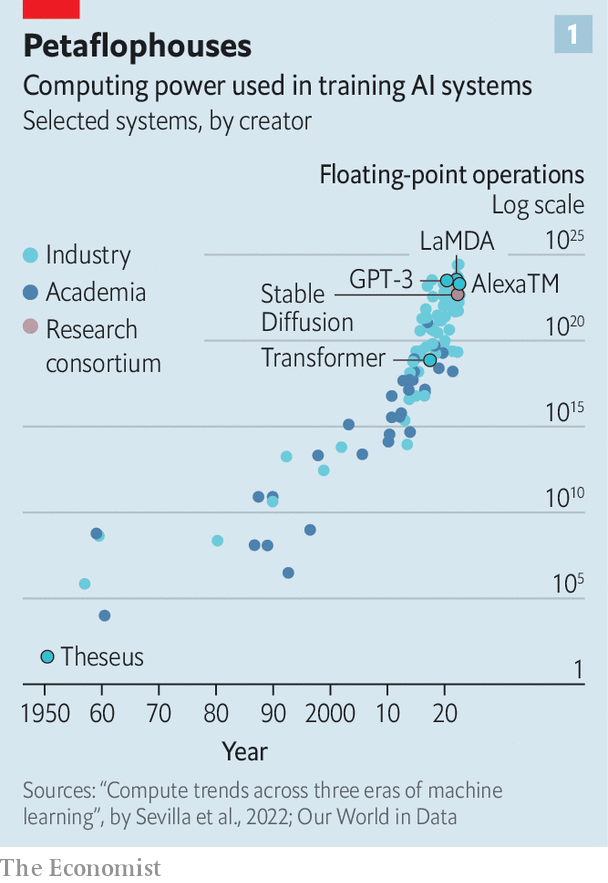 Petaflophouses
1
Computing power used in training AI systems
Selected systems, by creator
Floating-point operations
Log scale
Industry
Academia
Research
consortium
LaMDA
10²⁵
GPT-3
AlexaTM
Stable
Diffusion
10²⁰
Transformer
10¹⁵
10¹⁰
10⁵
Theseus
1
1950 60 70 80 90 2000 10 20
Year
Sources: “Compute trends across three eras of machine
learning”, by Sevilla et al., 2022; Our World in Data
The Economist